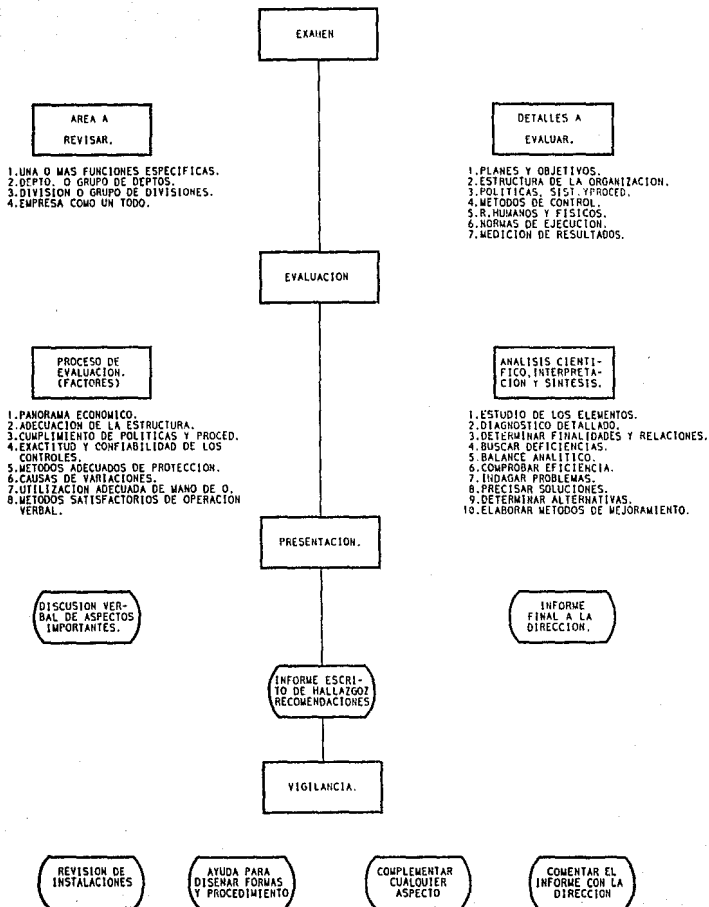 EXAMEN
AREA A
REVISAR.
1.UNA O MAS FUNCIONES ESPECIFICAS.
2.DEPTO. O GRUPO DE DEPTOS.
3.DIVISION O GRUPO DE DIVISIONES.
4.EMPRESA COMO UN TODO.
DETALLES A
EVALUAR.
1.PLANES Y OBJETIVOS.
2.ESTRUCTURA DE LA ORGANIZACION.
3.POLITICAS, SIST.YPROCED.
4.METODOS DE CONTROL.
5.R.HUMANOS Y FISICOS.
6.NORMAS DE EJECUCION.
7.MEDICION DE RESULTADOS.
EVALUACION
PROCESO DE
EVALUACION.
(FACTORES)
1.PANORAMA ECONOMICO.
2.ADECUACION DE LA ESTRUCTURA.
3.CUMPLIMIENTO DE POLITICAS Y PROCED.
4.EXACTITUD Y CONFIABILIDAD DE LOS
CONTROLES.
5.METODOS ADECUADOS DE PROTECCION.
6.CAUSAS DE VARIACIONES.
7.UTILIZACION ADECUADA DE MANO DE O.
8.METODOS SATISFACTORIOS DE OPERACION
VERBAL.
ANALISIS CIENTI-
FICO,INTERPRETA-
CION Y SINTESIS.
1.ESTUDIO DE LOS ELEMENTOS.
2.DIAGNOSTICO DETALLADO.
3.DETERMINAR FINALIDADES Y RELACIONES.
4.BUSCAR DEFICIENCIAS.
5.BALANCE ANALITICO.
6.COMPROBAR EFICIENCIA.
7.INDAGAR PROBLEMAS.
8.PRECISAR SOLUCIONES.
9.DETERMINAR ALTERNATIVAS.
10.ELABORAR METODOS DE MEJORAMIENTO.
PRESENTACION.
DISCUSION VER-
BAL DE ASPECTOS
IMPORTANTES.
INFORME
FINAL A LA
DIRECCION.
INFORME ESCRI-
TO DE HALLAZGOZ
RECOMENDACIONES
VIGILANCIA.
REVISION DE
INSTALACIONES
AYUDA PARA
DISENAR FORMAS
Y PROCEDIMIENTO
COMPLEMENTAR
CUALQUIER
ASPECTO
COMENTAR EL
INFORME CON LA
DIRECCION